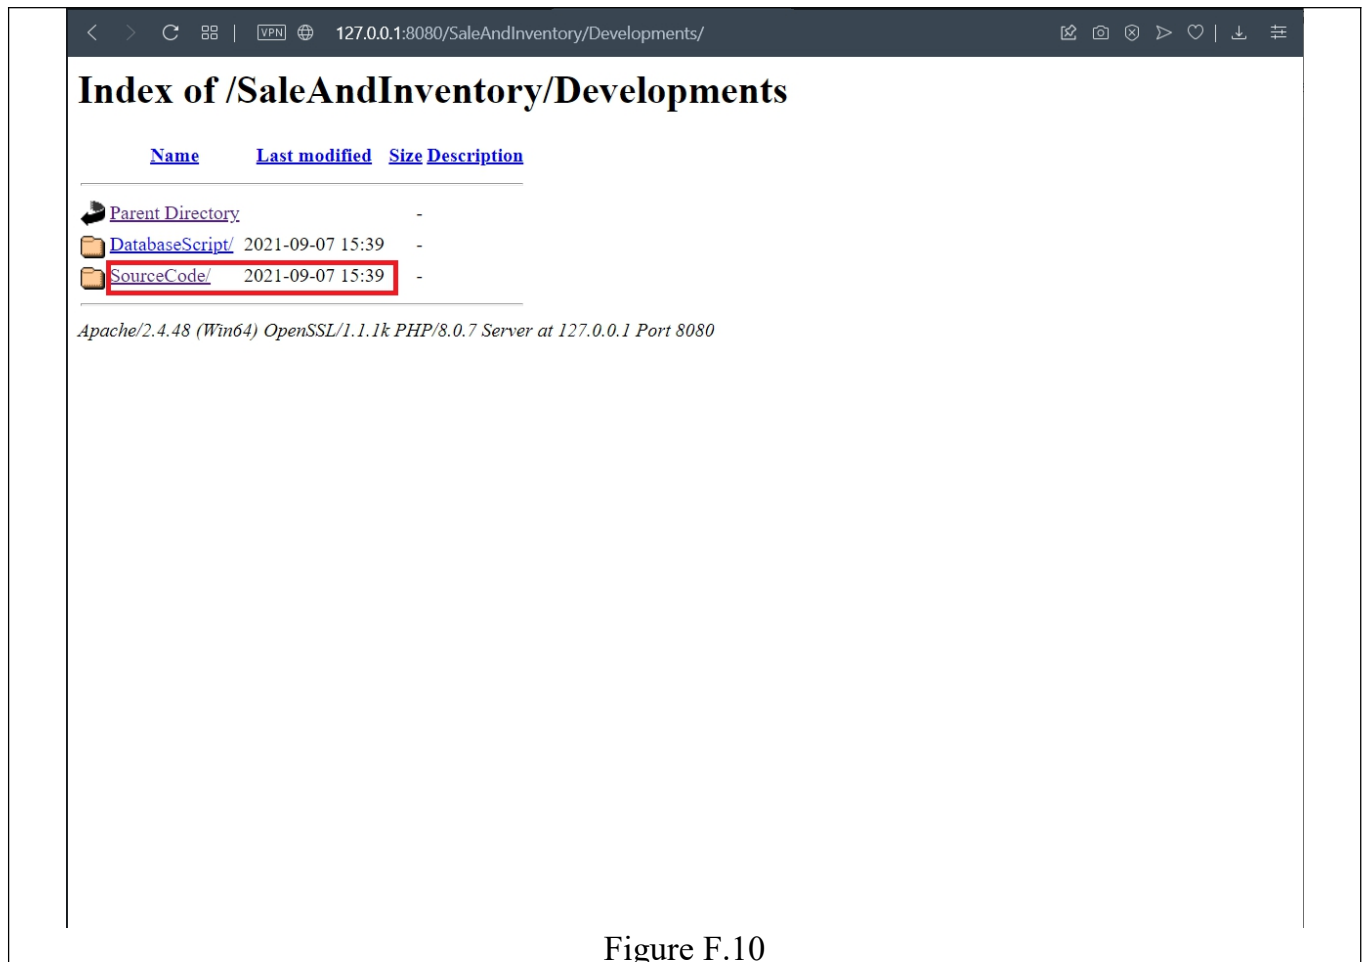 VPN 127.0.0.1:8080/SaleAndInventory/Developments/
Index of /SaleAndInventory/Developments
Name Last modified Size Description
Parent Directory -
DatabaseScript/ 2021-09-07 15:39 -
SourceCode/ 2021-09-07 15:39 -
Apache/2.4.48 (Win64) OpenSSL/1.1.1k PHP/8.0.7 Server at 127.0.0.1 Port 8080
Figure F.10